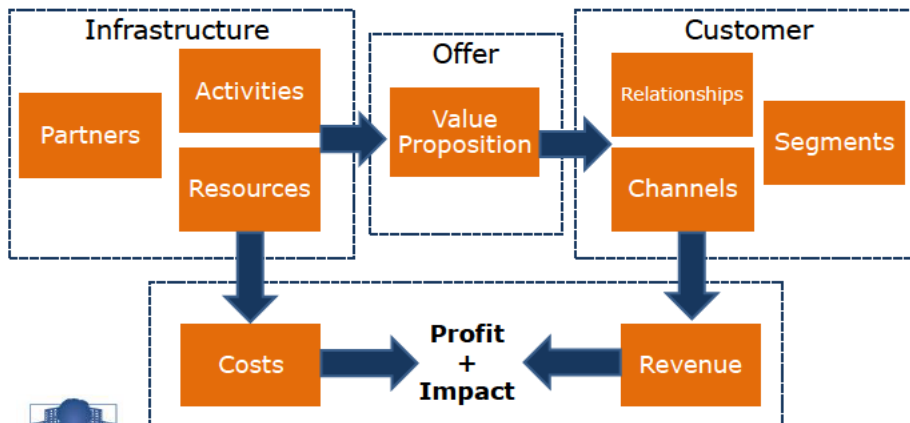 Infrastructure
Partners
Activities
Resources
Offer
Value
Proposition
Customer
Relationships
Channels
Segments
Costs
Profit
+
Impact
Revenue